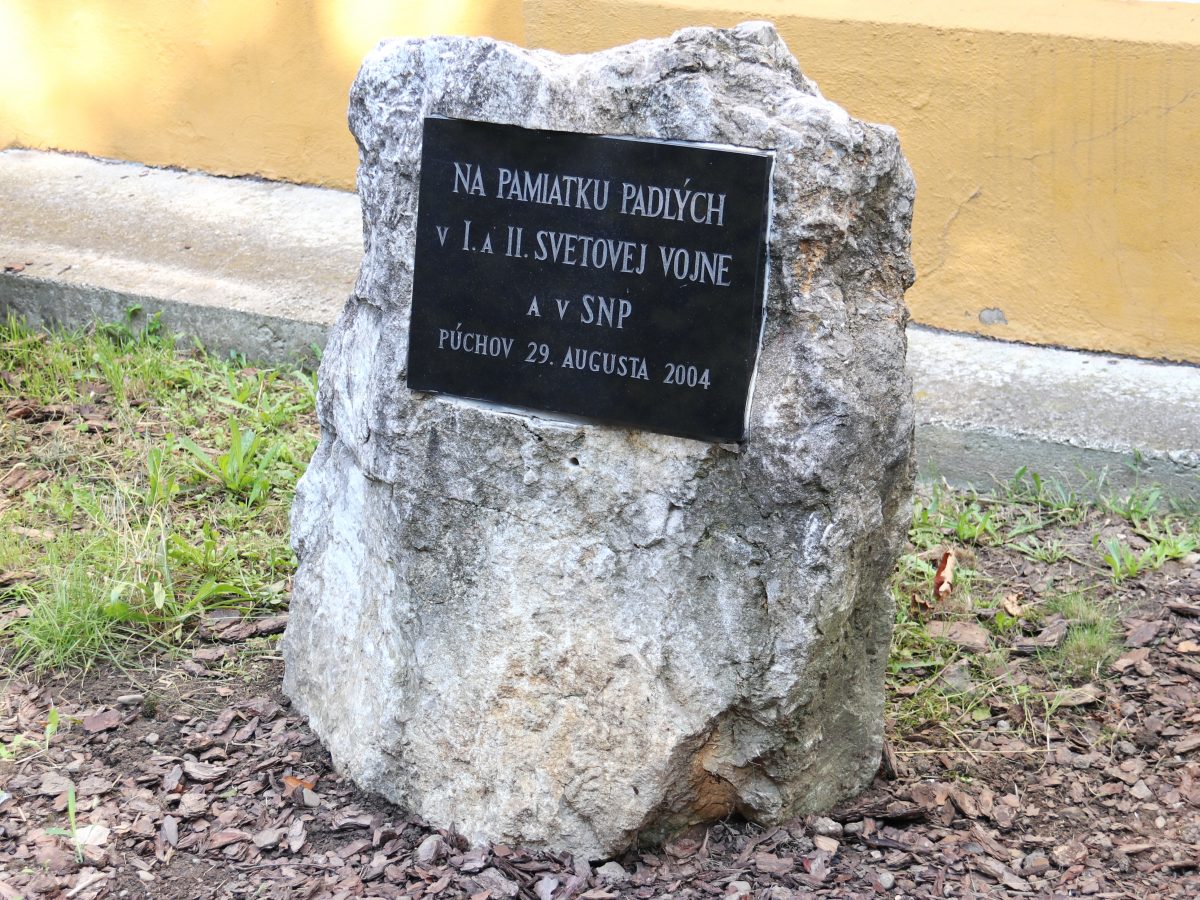 NA PAMIATKU PADLÝCH
v I. A II. SVETOVEJ VOJNE
A V SNP
PÚCHOV 29. AUGUSTA 2004